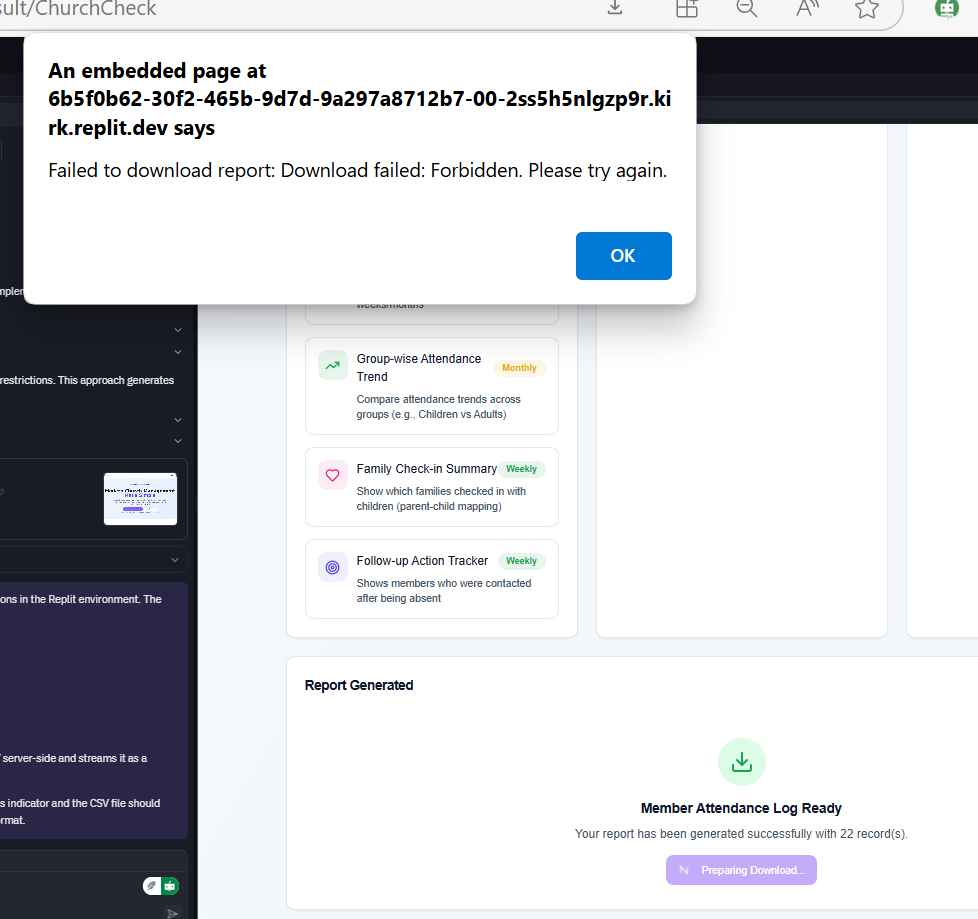 sult/ChurchCheck
An embedded page at
6b5f0b62-30f2-465b-9d7d-9a297a8712b7-00-2ss5h5nlgzp9r.ki
rk.replit.dev says
Failed to download report: Download failed: Forbidden. Please try again.
OK
mplem
restrictions. This approach generates
ons in the Replit environment. The
server-side and streams it as a
s indicator and the CSV file should
rmat.
weeks/months
Group-wise Attendance
Trend
Monthly
Compare attendance trends across
groups (e.g., Children vs Adults)
Family Check-in Summary
Weekly
Show which families checked in with
children (parent-child mapping)
Follow-up Action Tracker
Weekly
Shows members who were contacted
after being absent
Report Generated
Member Attendance Log Ready
Your report has been generated successfully with 22 record(s).
Preparing Download...